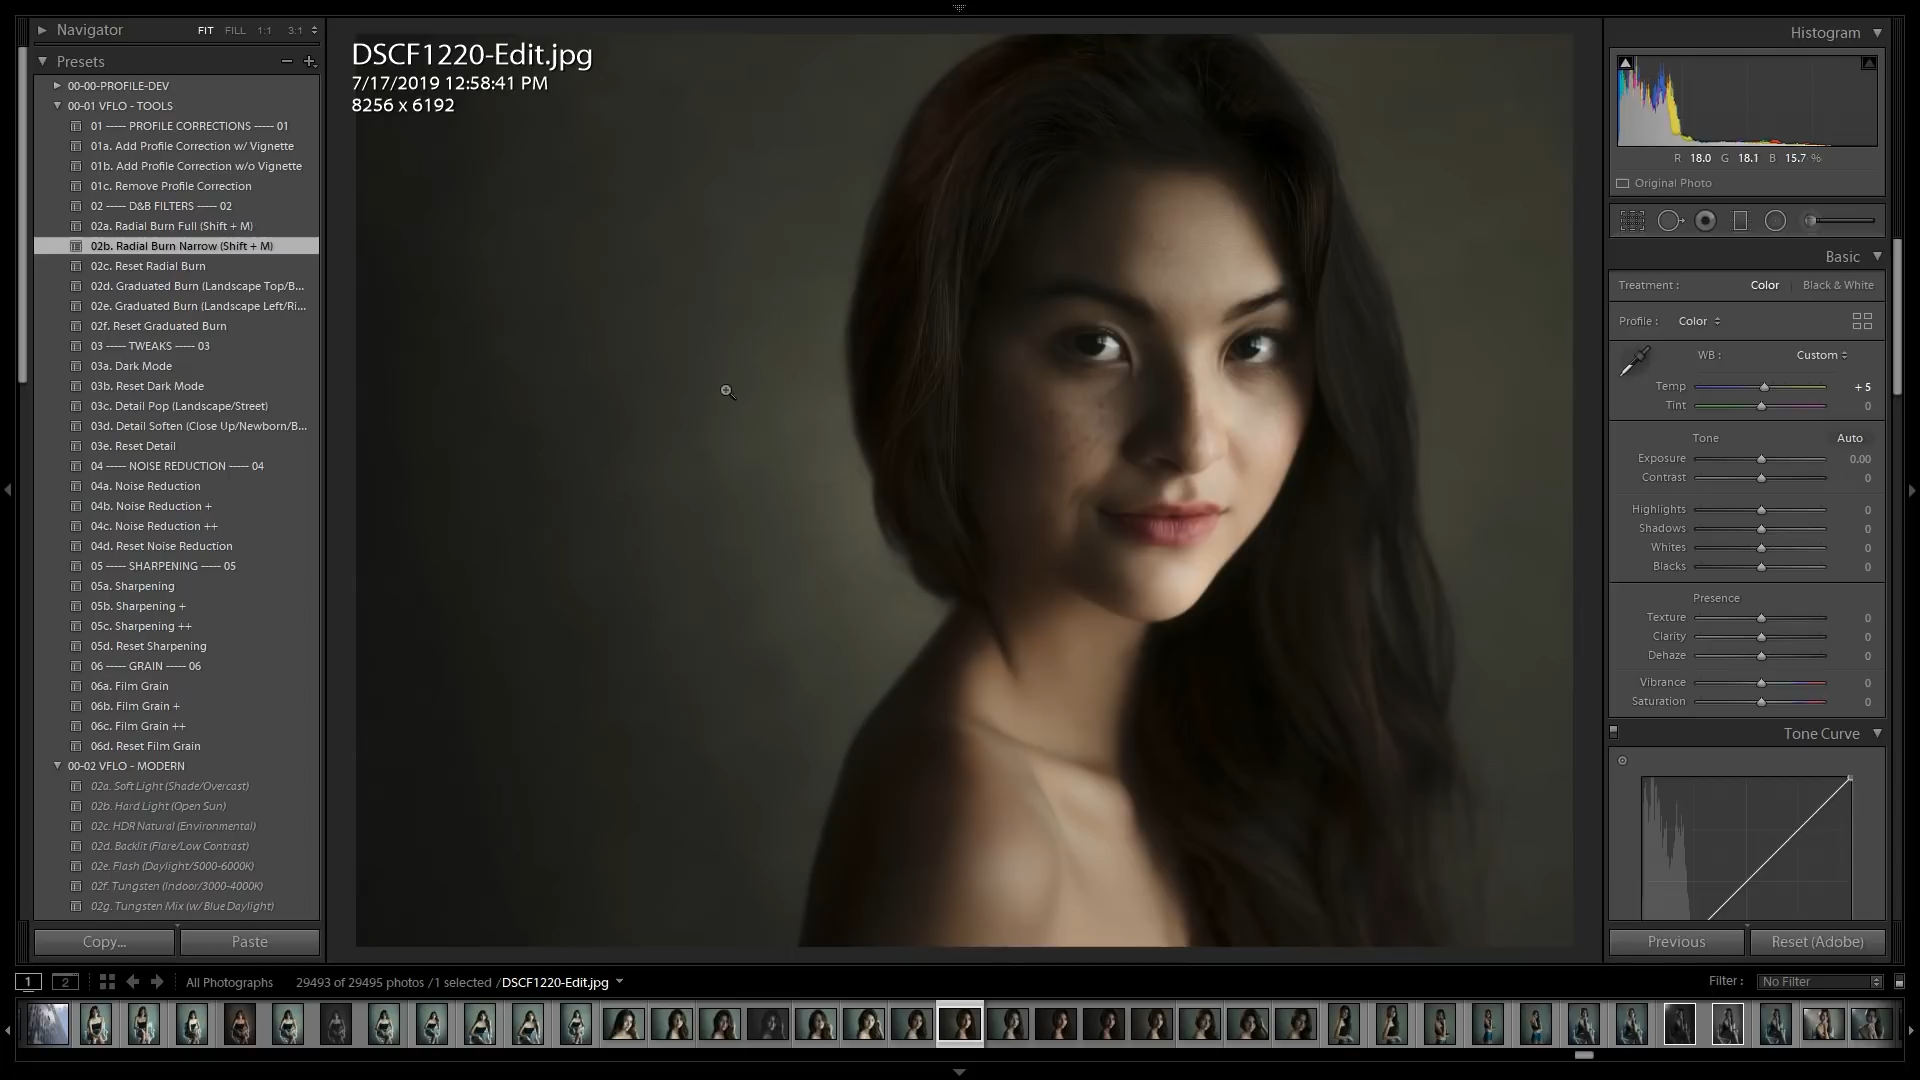 Navigator
FIT FILL 1:1 3:1
Presets
00-00-PROFILE-DEV
00-01 VFLO - TOOLS
01 ----- PROFILE CORRECTIONS ----- 01
01a. Add Profile Correction w/ Vignette
01b. Add Profile Correction w/o Vignette
01c. Remove Profile Correction
02 ----- D&B FILTERS ----- 02
02a. Radial Burn Full (Shift + M)
02b. Radial Burn Narrow (Shift + M)
02c. Reset Radial Burn
02d. Graduated Burn (Landscape Top/B...
02e. Graduated Burn (Landscape Left/Ri...
02f. Reset Graduated Burn
03 ----- TWEAKS ----- 03
03a. Dark Mode
03b. Reset Dark Mode
03c. Detail Pop (Landscape/Street)
03d. Detail Soften (Close Up/Newborn/B...
03e. Reset Detail
04 ----- NOISE REDUCTION ----- 04
04a. Noise Reduction
04b. Noise Reduction +
04c. Noise Reduction ++
04d. Reset Noise Reduction
05 ----- SHARPENING ----- 05
05a. Sharpening
05b. Sharpening +
05c. Sharpening ++
05d. Reset Sharpening
06 ----- GRAIN ----- 06
06a. Film Grain
06b. Film Grain +
06c. Film Grain ++
06d. Reset Film Grain
00-02 VFLO - MODERN
02a. Soft Light (Shade/Overcast)
02b. Hard Light (Open Sun)
02c. HDR Natural (Environmental)
02d. Backlit (Flare/Low Contrast)
02e. Flash (Daylight/5000-6000K)
02f. Tungsten (Indoor/3000-4000K)
02g. Tungsten Mix (w/ Blue Daylight)
Copy... Paste
DSCF1220-Edit.jpg
7/17/2019 12:58:41 PM
8256 x 6192
Histogram
R 18.0 G 18.1 B 15.7 %
Original Photo
Basic
Treatment : Color Black & White
Profile : Color
WB : Custom
Temp + 5
Tint 0
Tone Auto
Exposure 0.00
Contrast 0
Highlights 0
Shadows 0
Whites 0
Blacks 0
Presence
Texture 0
Clarity 0
Dehaze 0
Vibrance 0
Saturation 0
Tone Curve
Previous Reset (Adobe)
1 2 All Photographs 29493 of 29495 photos /1 selected /DSCF1220-Edit.jpg Filter : No Filter